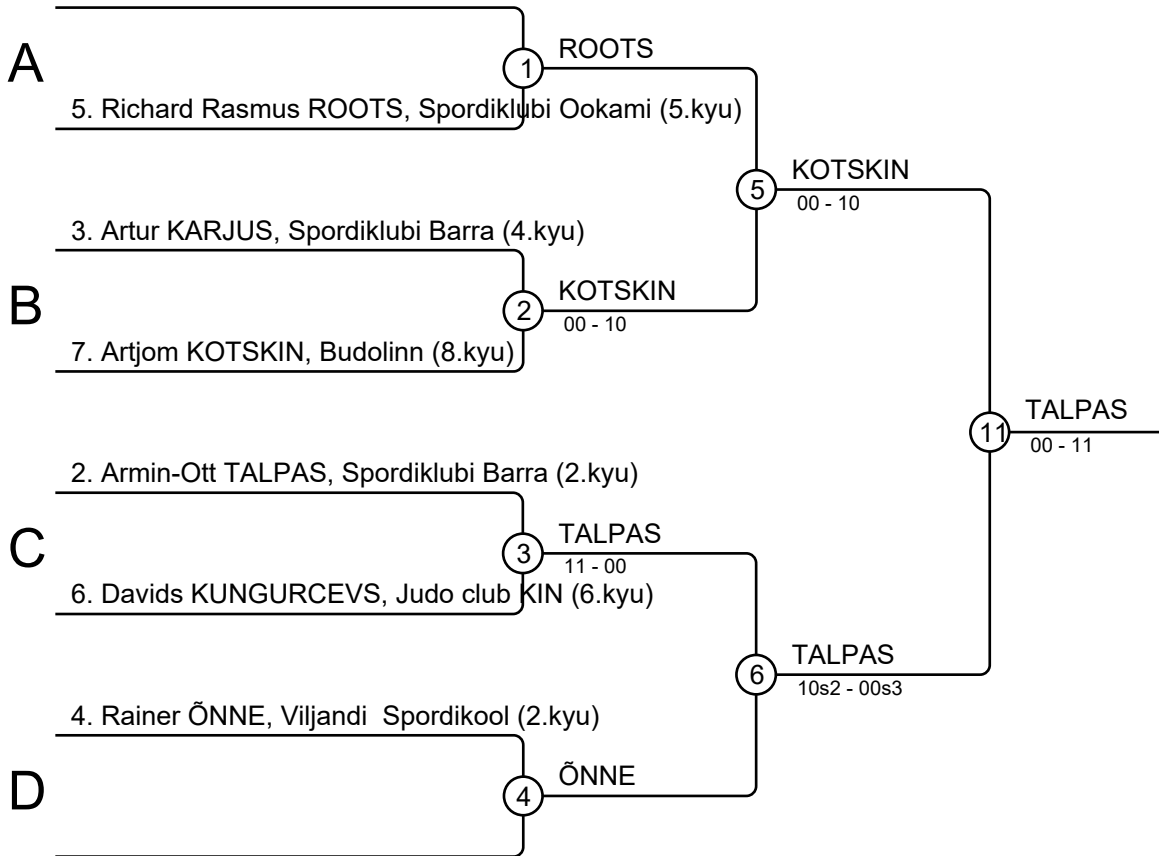 A
1
ROOTS
5. Richard Rasmus ROOTS, Spordiklubi Ookami (5.kyu)
5
KOTSKIN
00 - 10
3. Artur KARJUS, Spordiklubi Barra (4.kyu)
B
2
KOTSKIN
00 - 10
7. Artjom KOTSKIN, Budolinn (8.kyu)
11
TALPAS
00 - 11
2. Armin-Ott TALPAS, Spordiklubi Barra (2.kyu)
C
3
TALPAS
11 - 00
6. Davids KUNGURCEVS, Judo club KIN (6.kyu)
6
TALPAS
10s2 - 00s3
4. Rainer ÕNNE, Viljandi  Spordikool (2.kyu)
D
4
ÕNNE